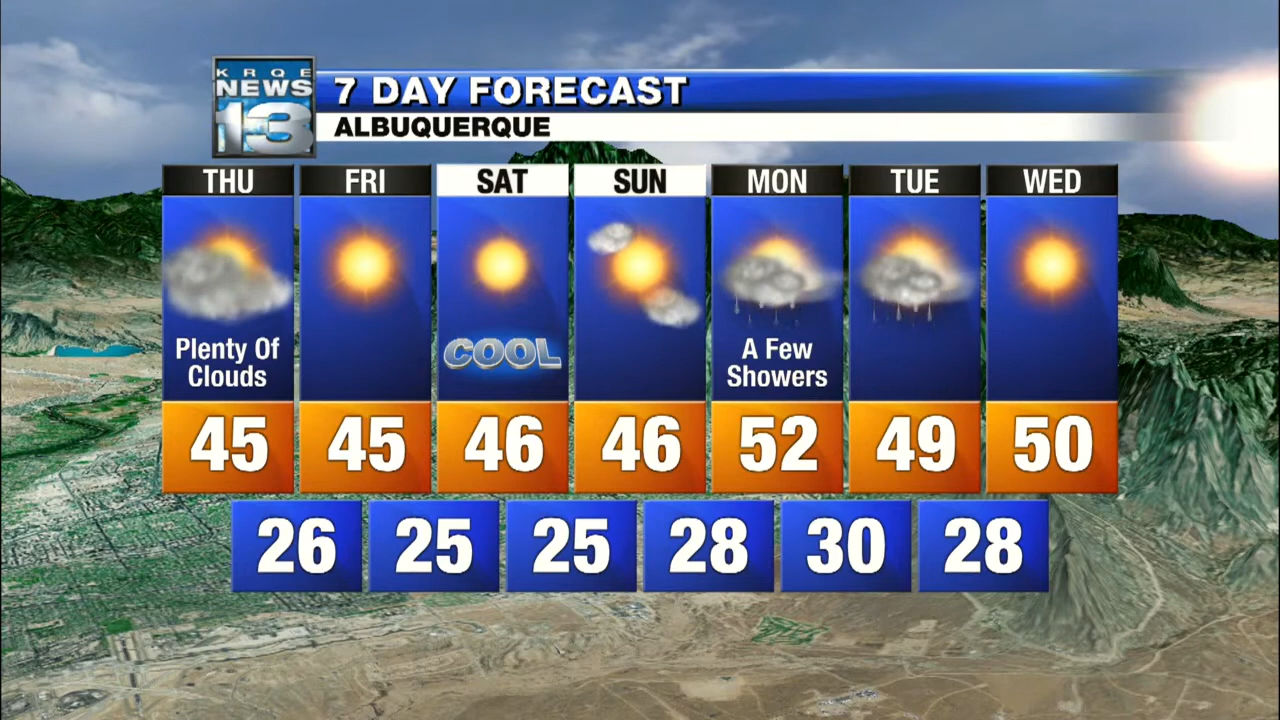 KRQE
NEWS
13
7 DAY FORECAST
ALBUQUERQUE
THU FRI SAT SUN MON TUE WED
Plenty Of
Clouds
COOL
A Few
Showers
45 45 46 46 52 49 50
26 25 25 28 30 28